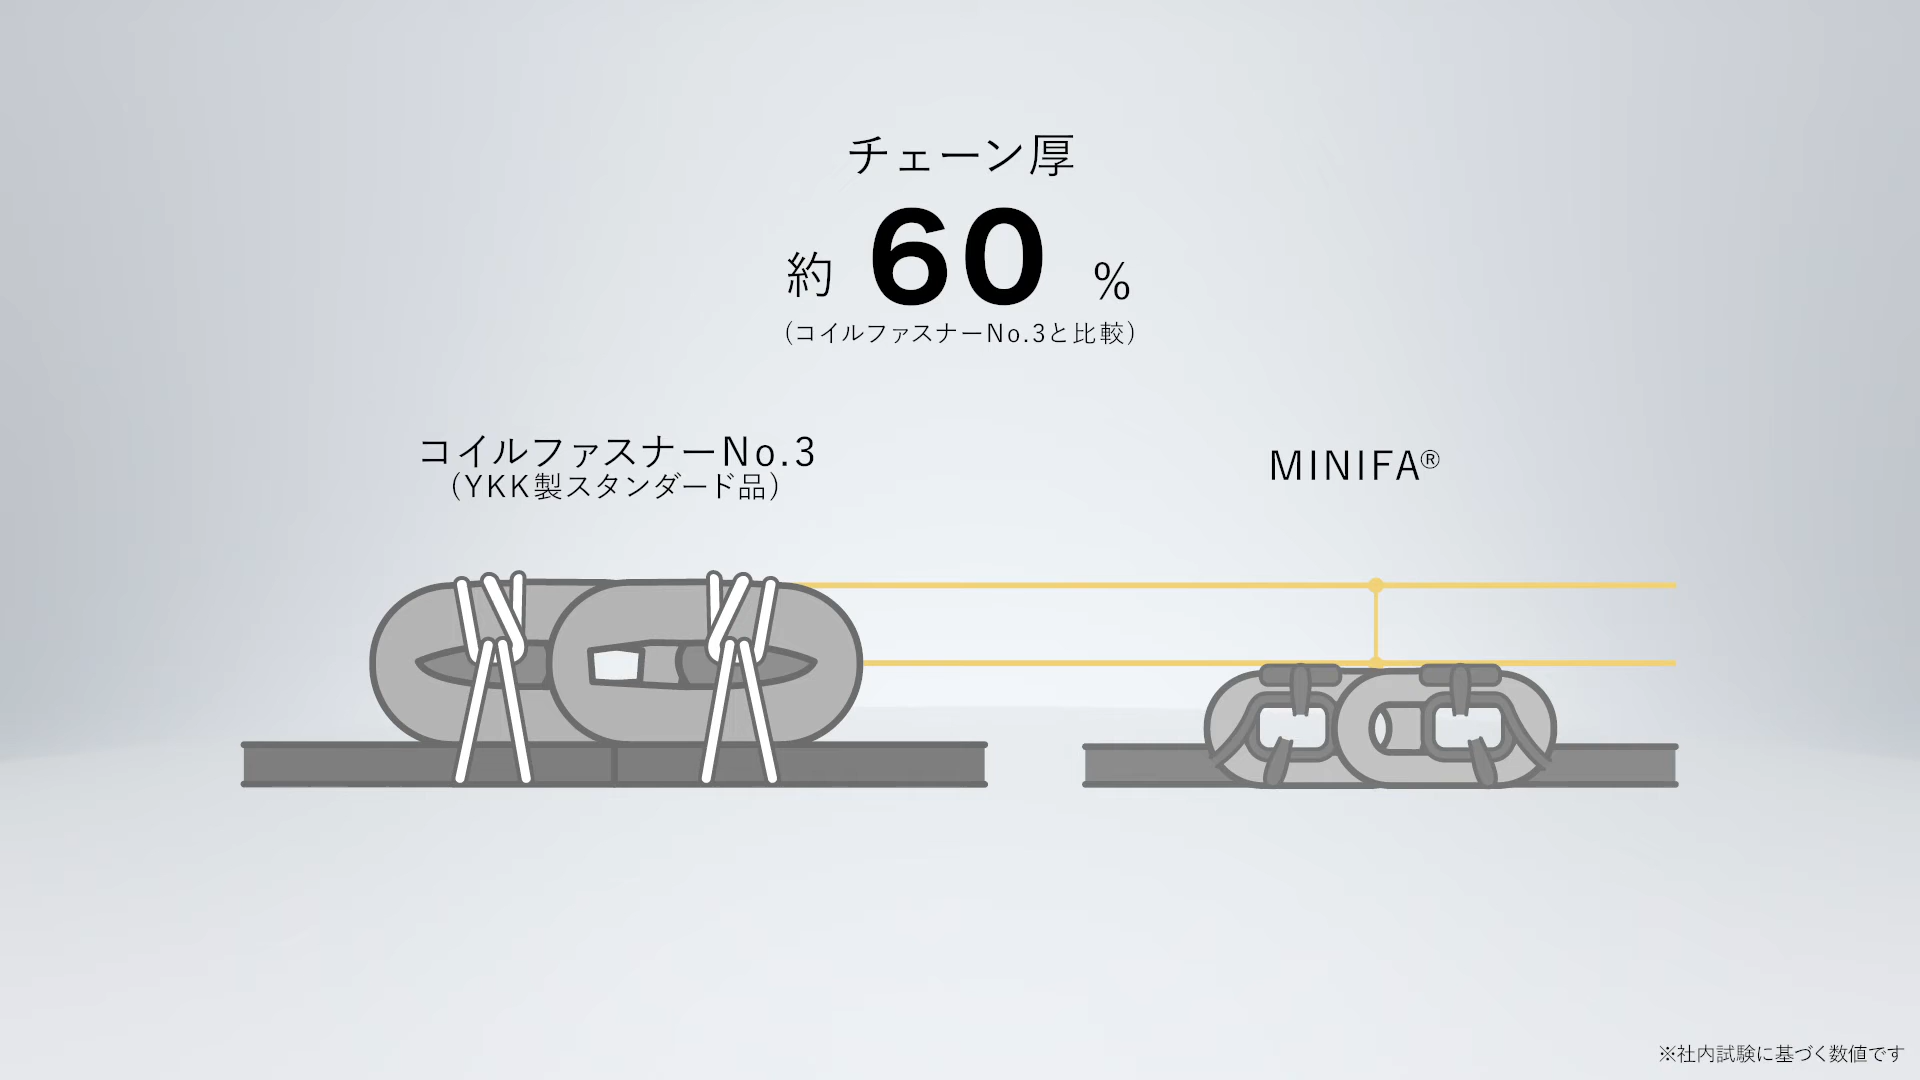 チェーン厚
約 60 %
（コイルファスナーNo.3と比較）
コイルファスナーNo.3
（YKK製スタンダード品）
MINIFA®
※社内試験に基づく数値です